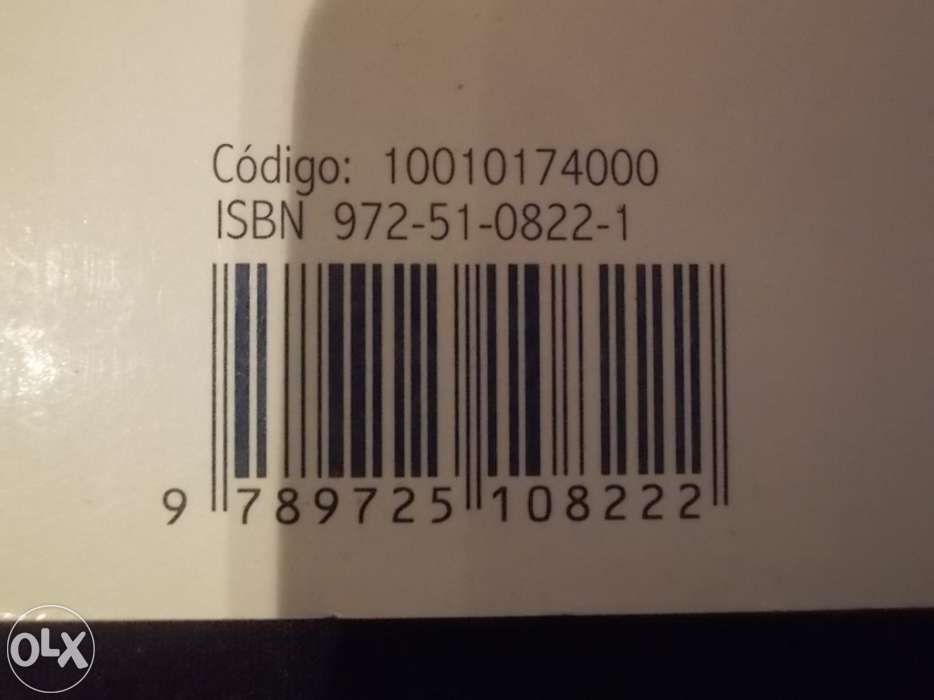 Código: 10010174000
ISBN 972-51-0822-1
9 789725 108222
OLX